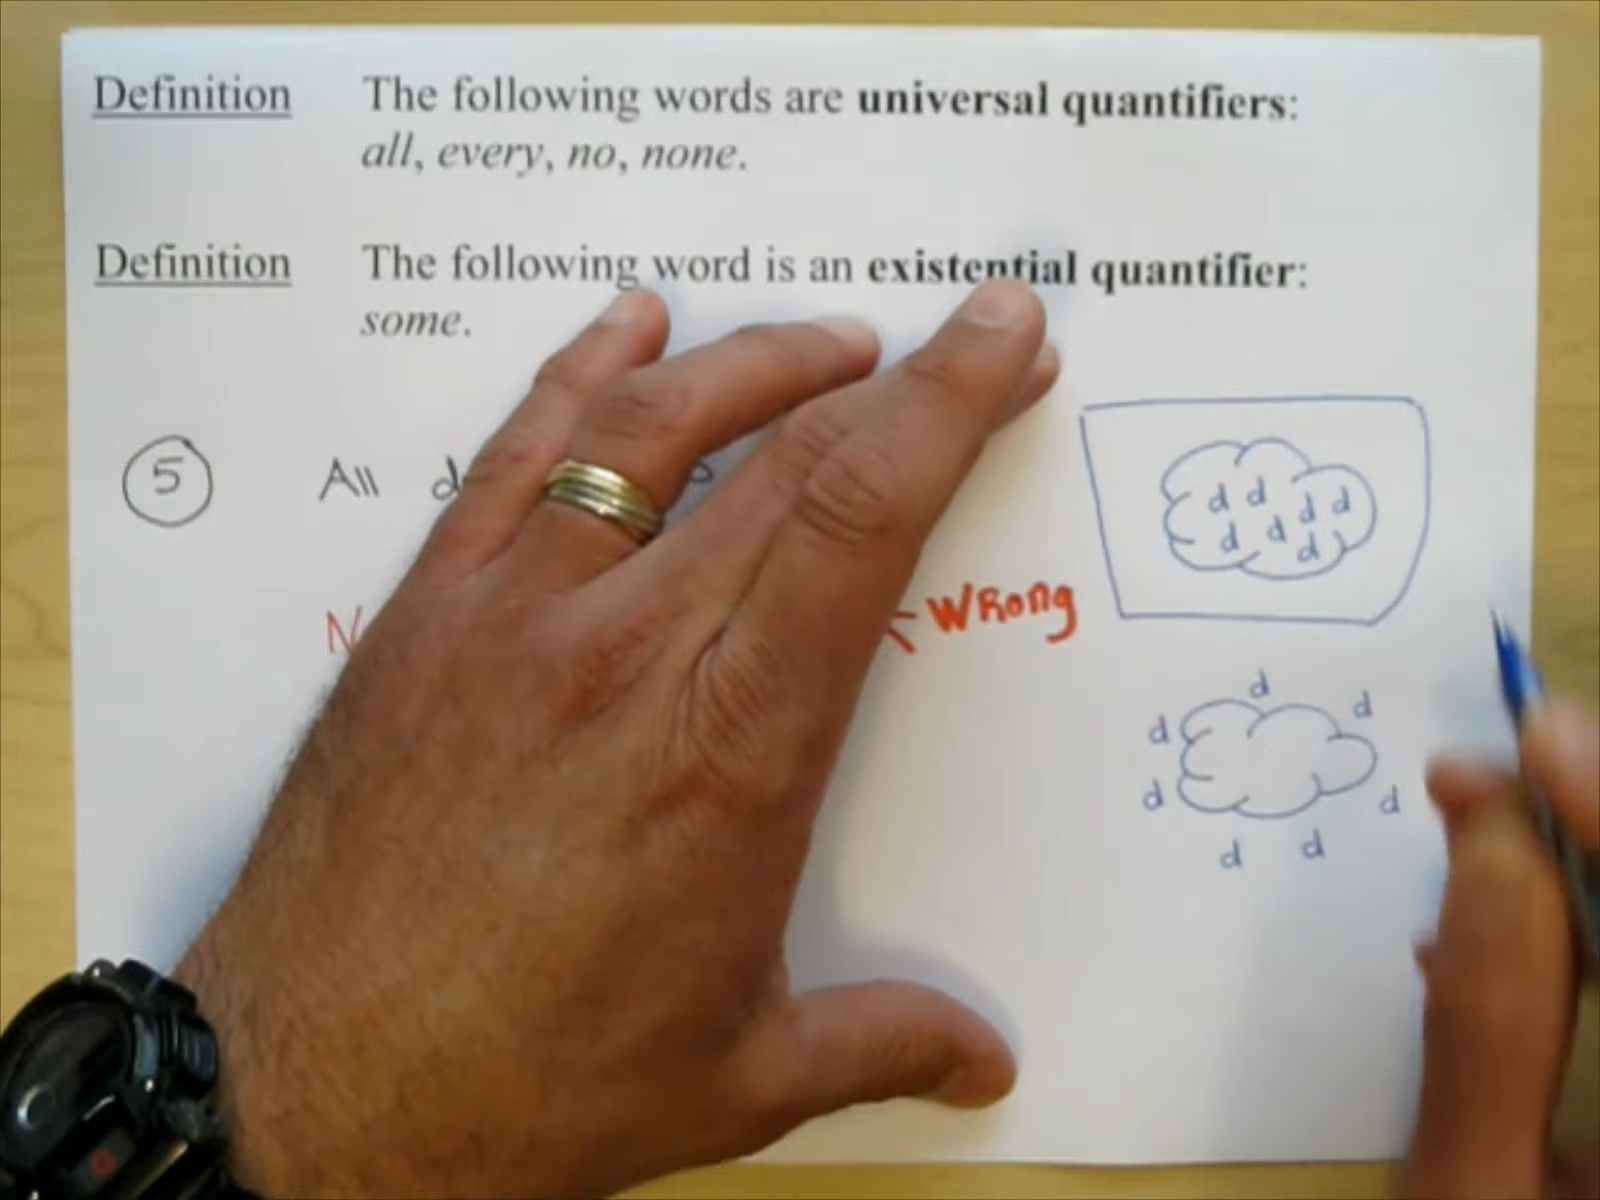 Definition The following words are universal quantifiers:
all, every, no, none.
Definition The following word is an existential quantifier:
some.
5 All
Wrong
d d d d
d d d
d
d d
d
d d
d d